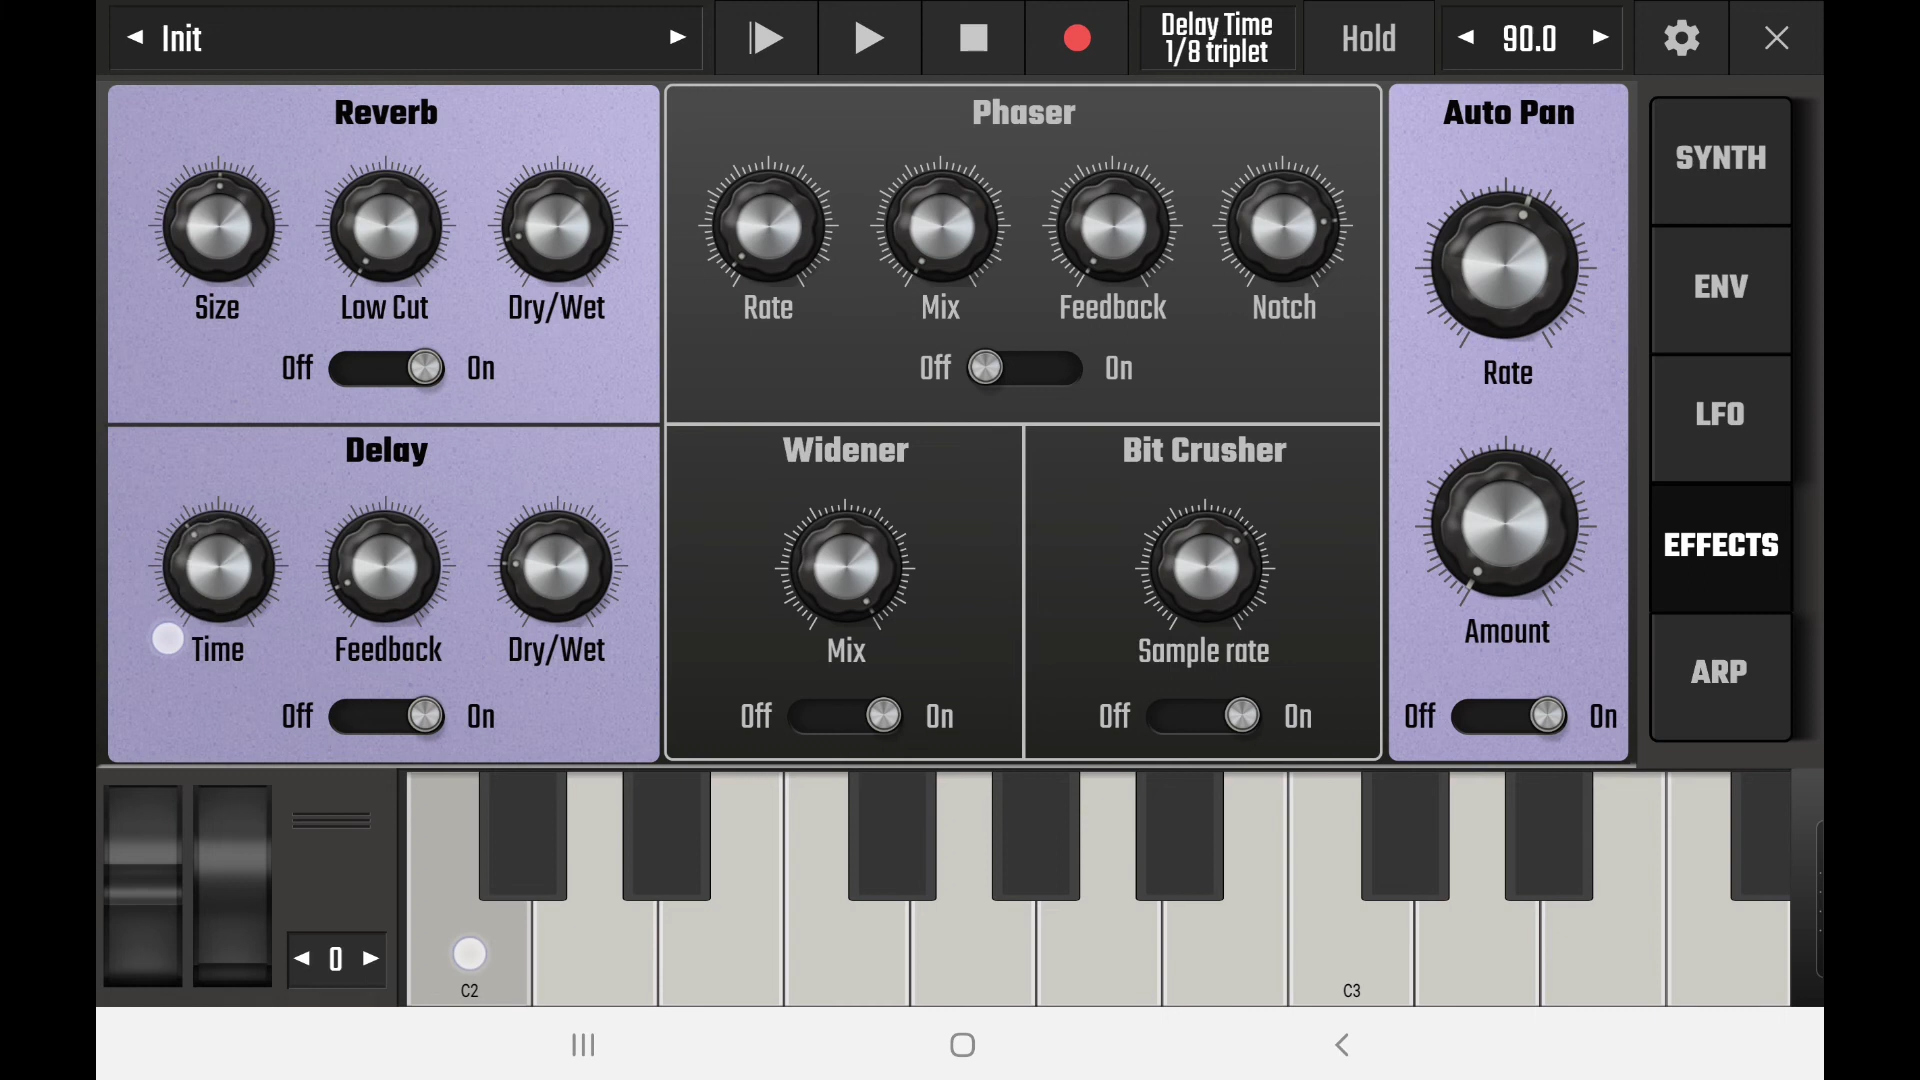 Init
Delay Time
1/8 triplet
Hold
90.0
Reverb
Size
Low Cut
Dry/Wet
Off
On
Phaser
Rate
Mix
Feedback
Notch
Off
On
Auto Pan
Rate
Amount
Off
On
Delay
Time
Feedback
Dry/Wet
Off
On
Widener
Mix
Off
On
Bit Crusher
Sample rate
Off
On
SYNTH
ENV
LFO
EFFECTS
ARP
0
C2
C3